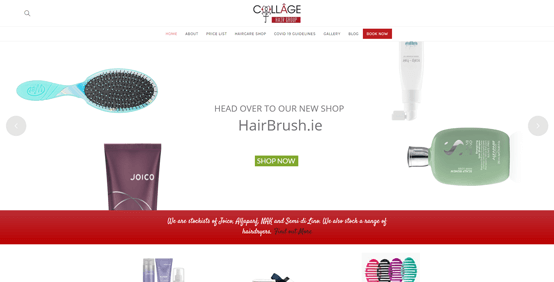 COLLÂGE
HAIR GROUP
HOME ABOUT PRICE LIST HAIRCARE SHOP COVID 19 GUIDELINES GALLERY BLOG BOOK NOW
HEAD OVER TO OUR NEW SHOP
HairBrush.ie
SHOP NOW
JOICO
We are stockists of Joico, Alfaparf, NAK and Semi di Lino. We also stock a range of
hairdryers. Find out More